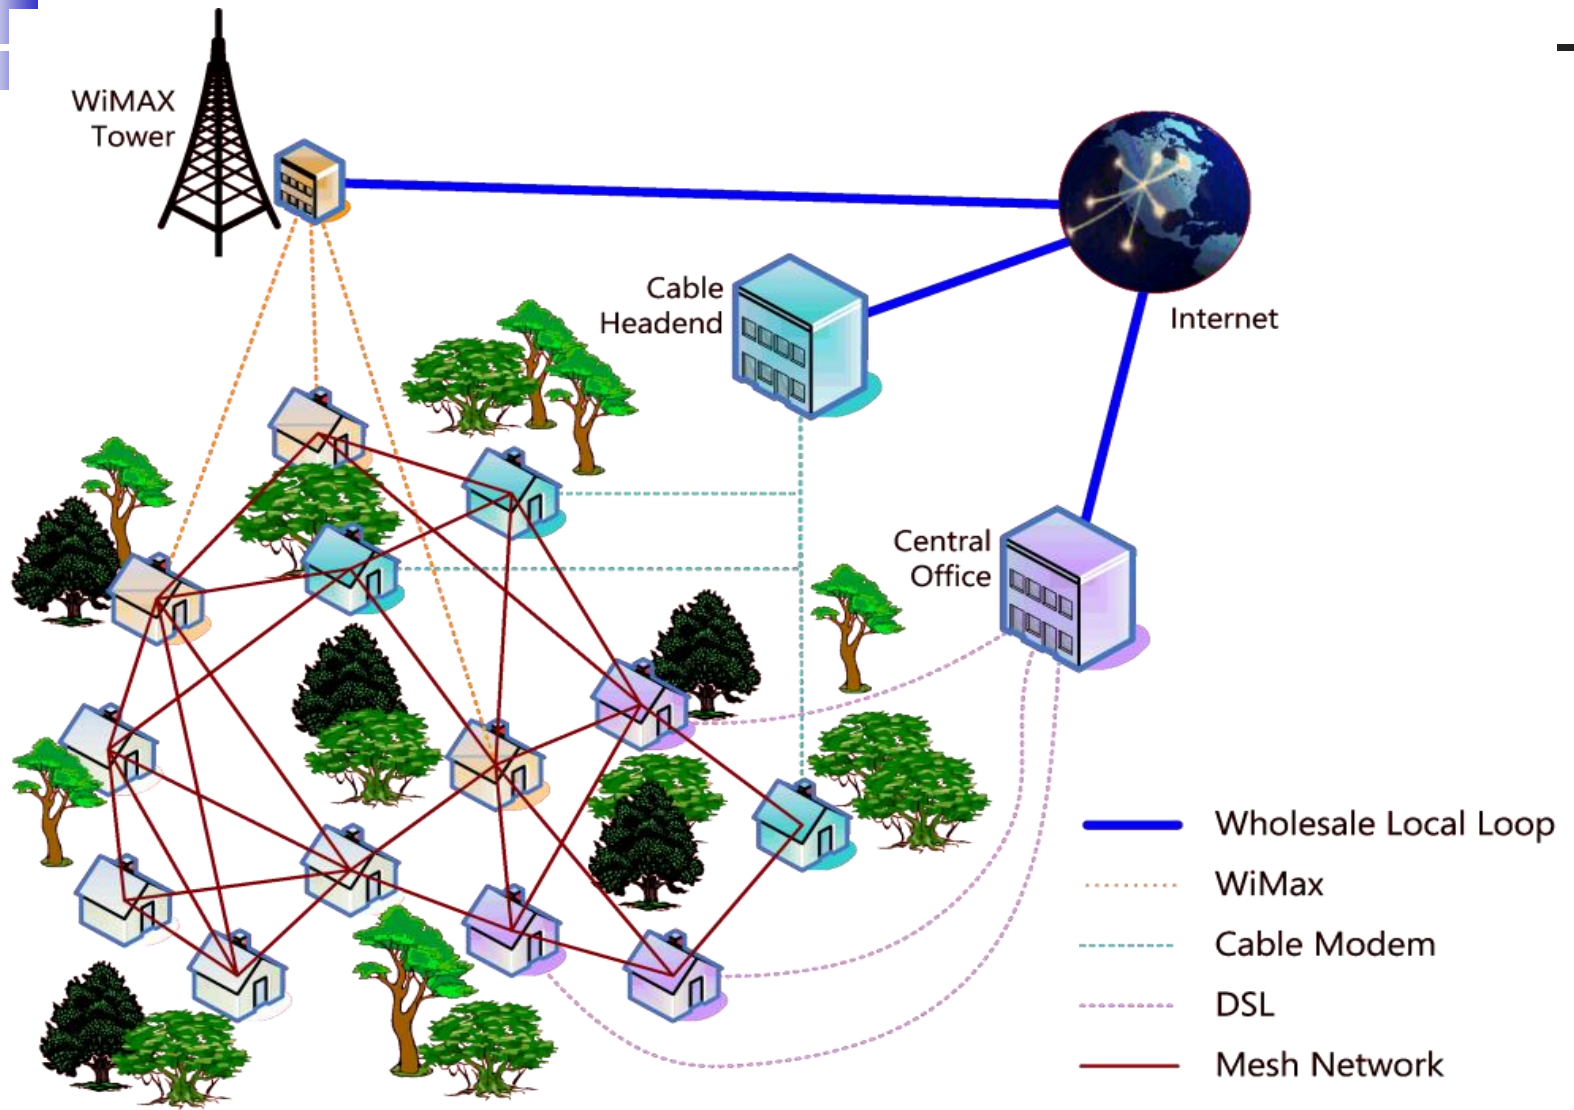 WiMAX
Tower
Cable
Headend
Internet
Central
Office
Wholesale Local Loop
WiMax
Cable Modem
DSL
Mesh Network